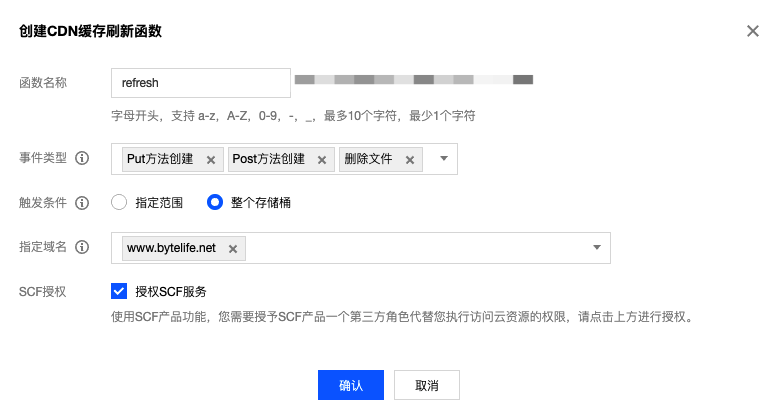 创建CDN缓存刷新函数
函数名称 refresh
字母开头，支持 a-z，A-Z，0-9，-，_，最多10个字符，最少1个字符
事件类型 Put方法创建 Post方法创建 删除文件
触发条件 指定范围 整个存储桶
指定域名 www.bytelife.net
SCF授权 授权SCF服务
使用SCF产品功能，您需要授予SCF产品一个第三方角色代替您执行访问云资源的权限，请点击上方进行授权。
确认 取消